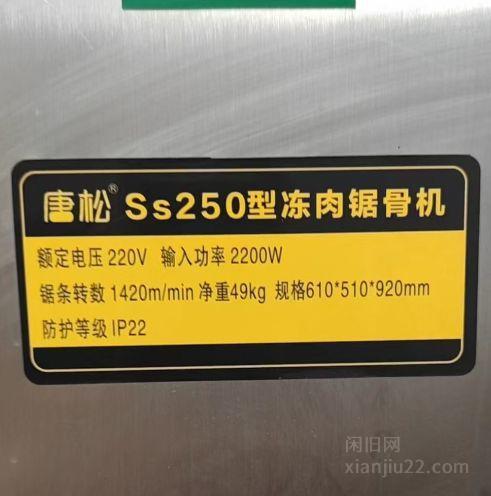 唐松® Ss250型冻肉锯骨机
额定电压 220V 输入功率 2200W
锯条转数 1420m/min 净重49kg 规格610*510*920mm
防护等级 IP22
闲旧网
xianjiu22.com